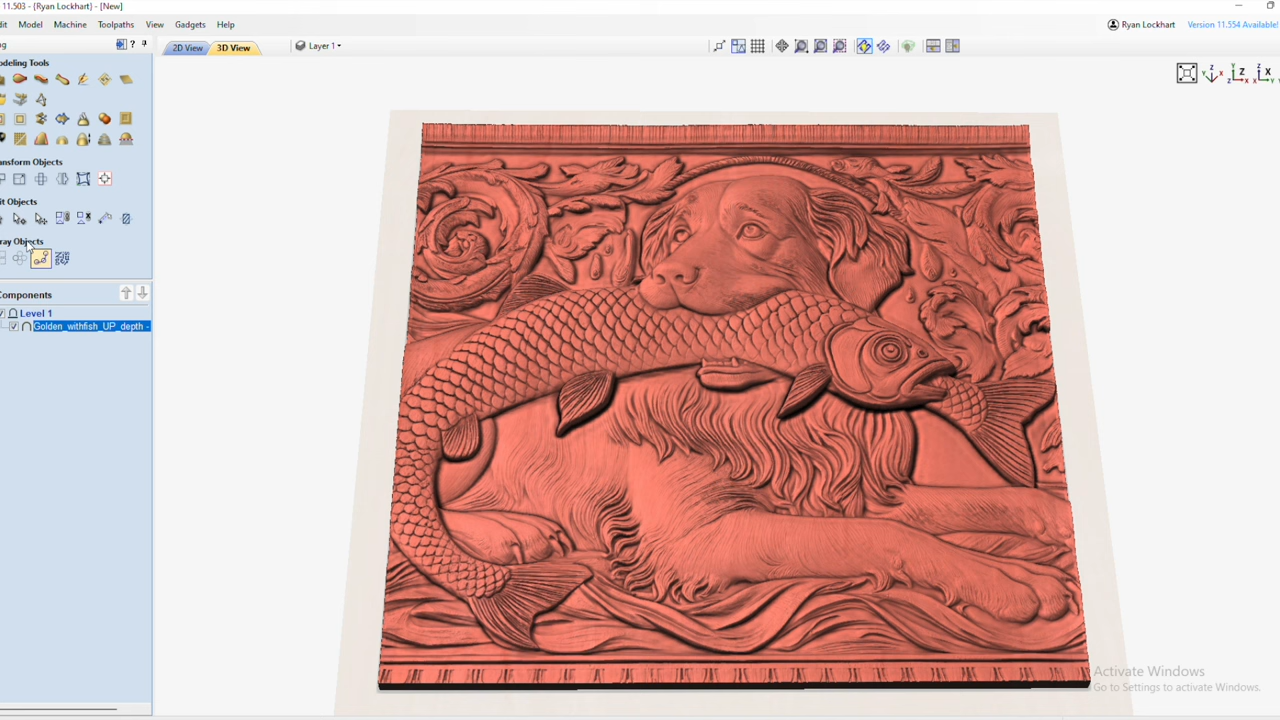 11.503 - {Ryan Lockhart} - [New]
dit Model Machine Toolpaths View Gadgets Help
Ryan Lockhart Version 11.554 Available!
ng
?
2D View 3D View Layer 1
odeling Tools
Z X Z X Y
ansform Objects
it Objects
ray Objects
Components
Level 1
Golden_withfish_UP_depth -
Activate Windows
Go to Settings to activate Windows.